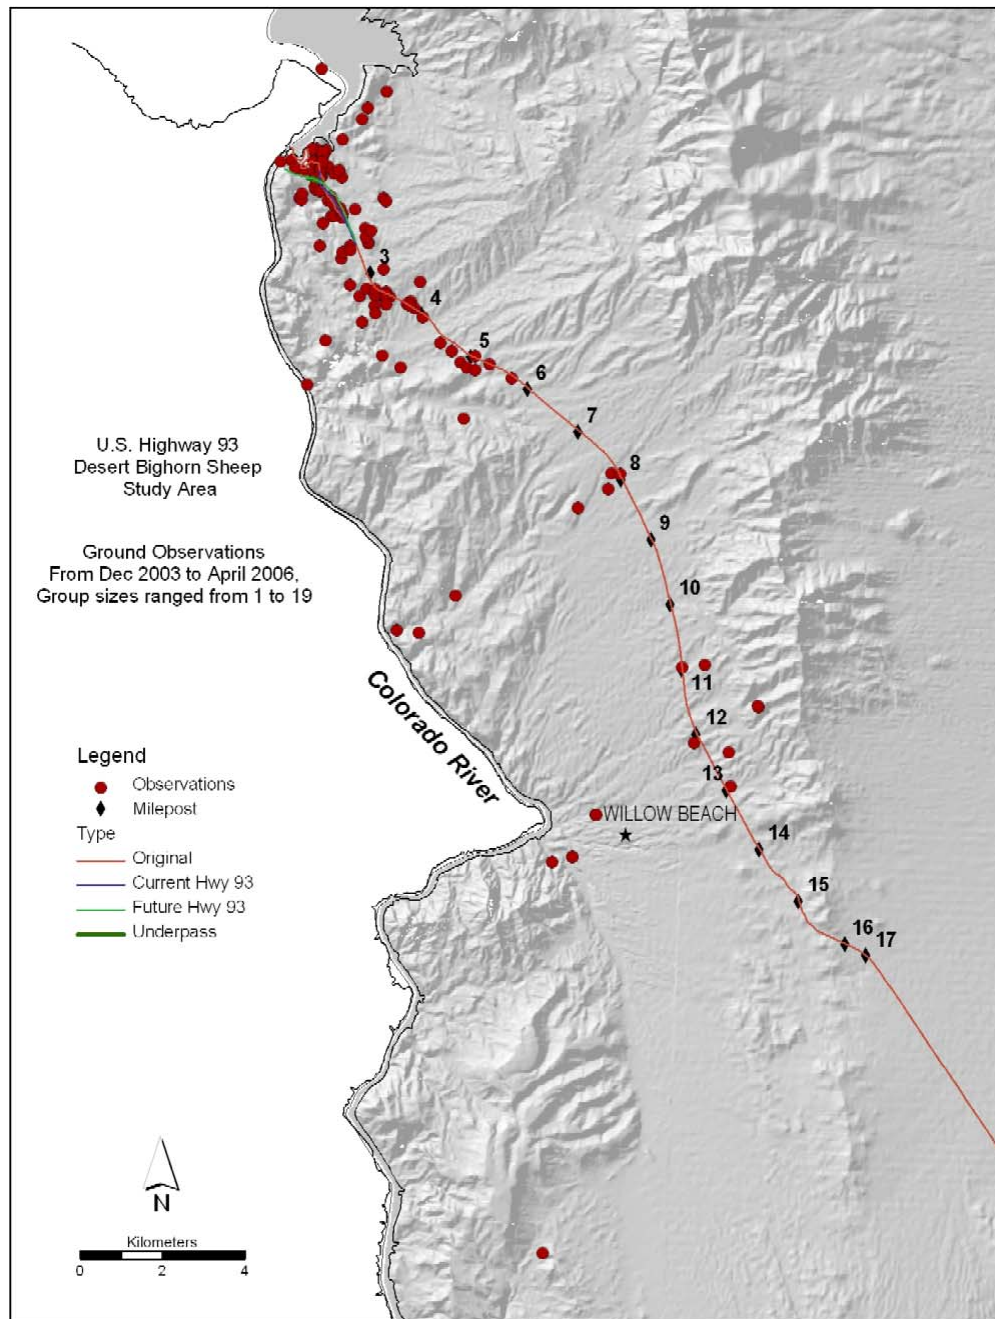 3
4
5
6
7
U.S. Highway 93
Desert Bighorn Sheep
Study Area
8
9
Ground Observations
From Dec 2003 to April 2006,
Group sizes ranged from 1 to 19
10
11
Colorado River
12
13
Legend
Observations
Milepost
Type
Original
Current Hwy 93
Future Hwy 93
Underpass
WILLOW BEACH
14
15
16
17
N
Kilometers
0 2 4